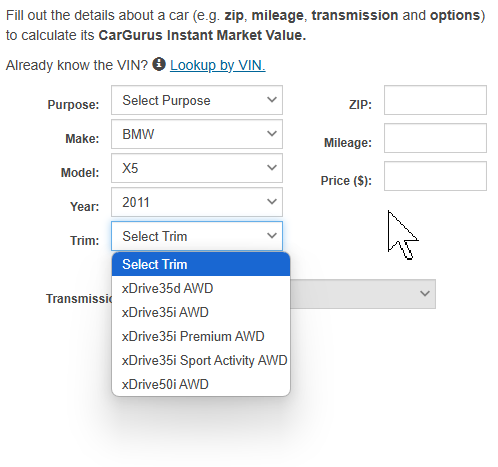 Fill out the details about a car (e.g. zip, mileage, transmission and options)
to calculate its CarGurus Instant Market Value.
Already know the VIN? Lookup by VIN.
Purpose: Select Purpose
ZIP:
Make: BMW
Mileage:
Model: X5
Price ($):
Year: 2011
Trim: Select Trim
Select Trim
xDrive35d AWD
Transmissi
xDrive35i AWD
xDrive35i Premium AWD
xDrive35i Sport Activity AWD
xDrive50i AWD